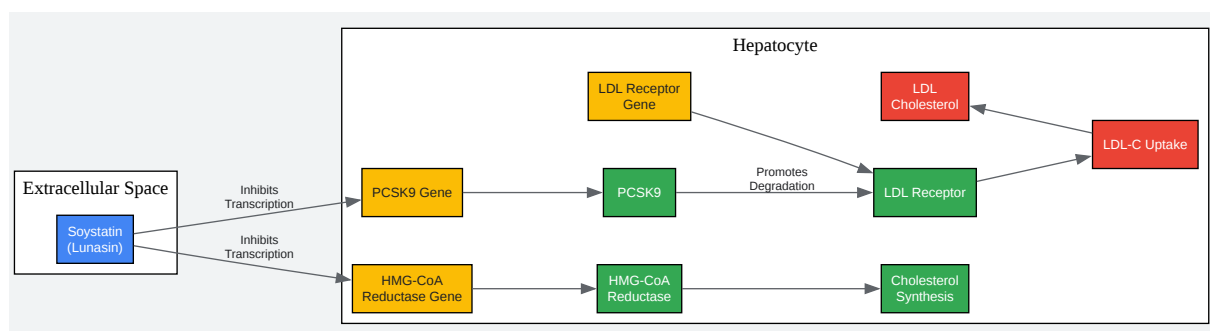 Hepatocyte
LDL Receptor
Gene
LDL
Cholesterol
LDL-C Uptake
Extracellular Space
Soystatin
(Lunasin)
Inhibits
Transcription
PCSK9 Gene
PCSK9
Promotes
Degradation
LDL Receptor
Inhibits
Transcription
HMG-CoA
Reductase Gene
HMG-CoA
Reductase
Cholesterol
Synthesis